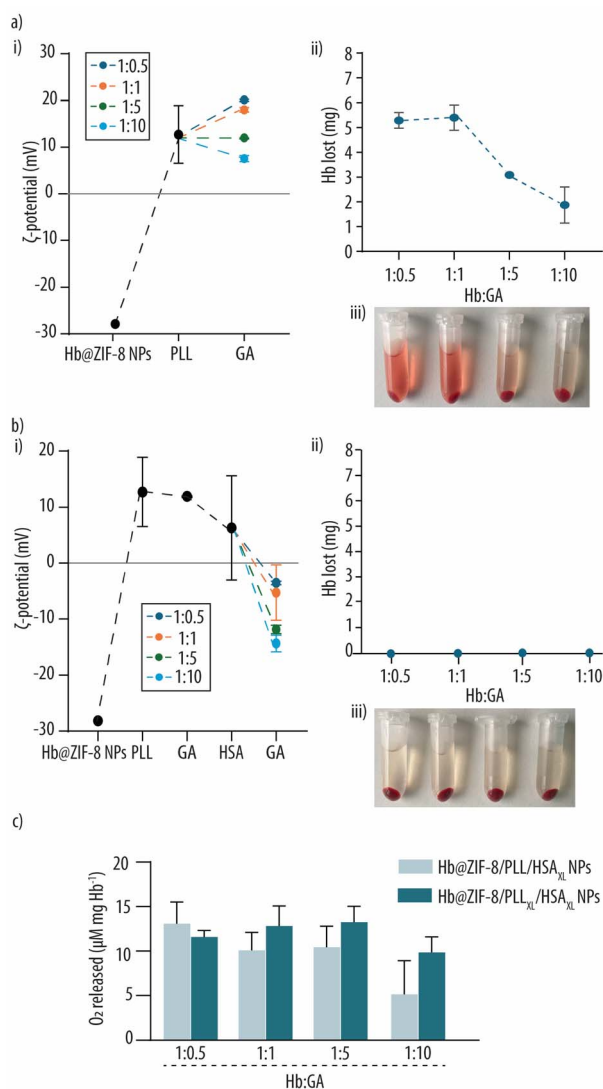 a)
i)
30
20
10
0
-10
-20
-30
ζ-potential (mV)
1:0.5
1:1
1:5
1:10
Hb@ZIF-8 NPs PLL GA
ii)
8
7
6
5
4
3
2
1
0
Hb lost (mg)
1:0.5 1:1 1:5 1:10
Hb:GA
iii)
b)
i)
20
10
0
-10
-20
-30
ζ-potential (mV)
1:0.5
1:1
1:5
1:10
Hb@ZIF-8 NPs PLL GA HSA GA
ii)
8
7
6
5
4
3
2
1
0
Hb lost (mg)
1:0.5 1:1 1:5 1:10
Hb:GA
iii)
c)
Hb@ZIF-8/PLL/HSAXL NPs
Hb@ZIF-8/PLLXL/HSAXL NPs
20
15
10
5
0
O2 released (μM mg Hb-1)
1:0.5 1:1 1:5 1:10
Hb:GA